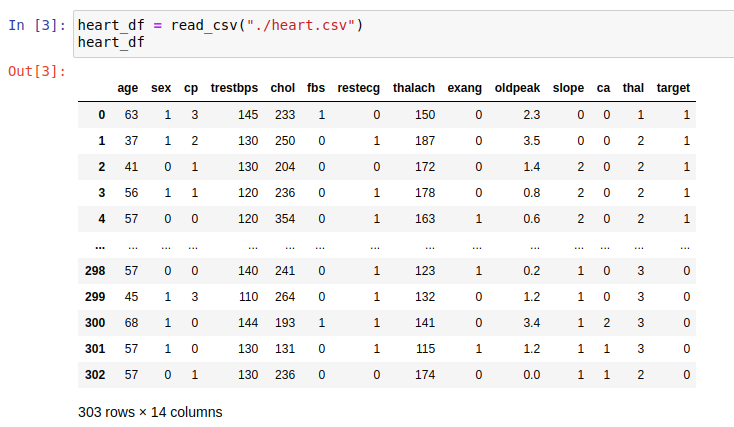 In [3]: heart_df = read_csv("./heart.csv")
heart_df
Out[3]:
age sex cp trestbps chol fbs restecg thalach exang oldpeak slope ca thal target
0 63 1 3 145 233 1 0 150 0 2.3 0 0 1 1
1 37 1 2 130 250 0 1 187 0 3.5 0 0 2 1
2 41 0 1 130 204 0 0 172 0 1.4 2 0 2 1
3 56 1 1 120 236 0 1 178 0 0.8 2 0 2 1
4 57 0 0 120 354 0 1 163 1 0.6 2 0 2 1
... ... ... ... ... ... ... ... ... ... ... ... ... ... ...
298 57 0 0 140 241 0 1 123 1 0.2 1 0 3 0
299 45 1 3 110 264 0 1 132 0 1.2 1 0 3 0
300 68 1 0 144 193 1 1 141 0 3.4 1 2 3 0
301 57 1 0 130 131 0 1 115 1 1.2 1 1 3 0
302 57 0 1 130 236 0 0 174 0 0.0 1 1 2 0
303 rows × 14 columns